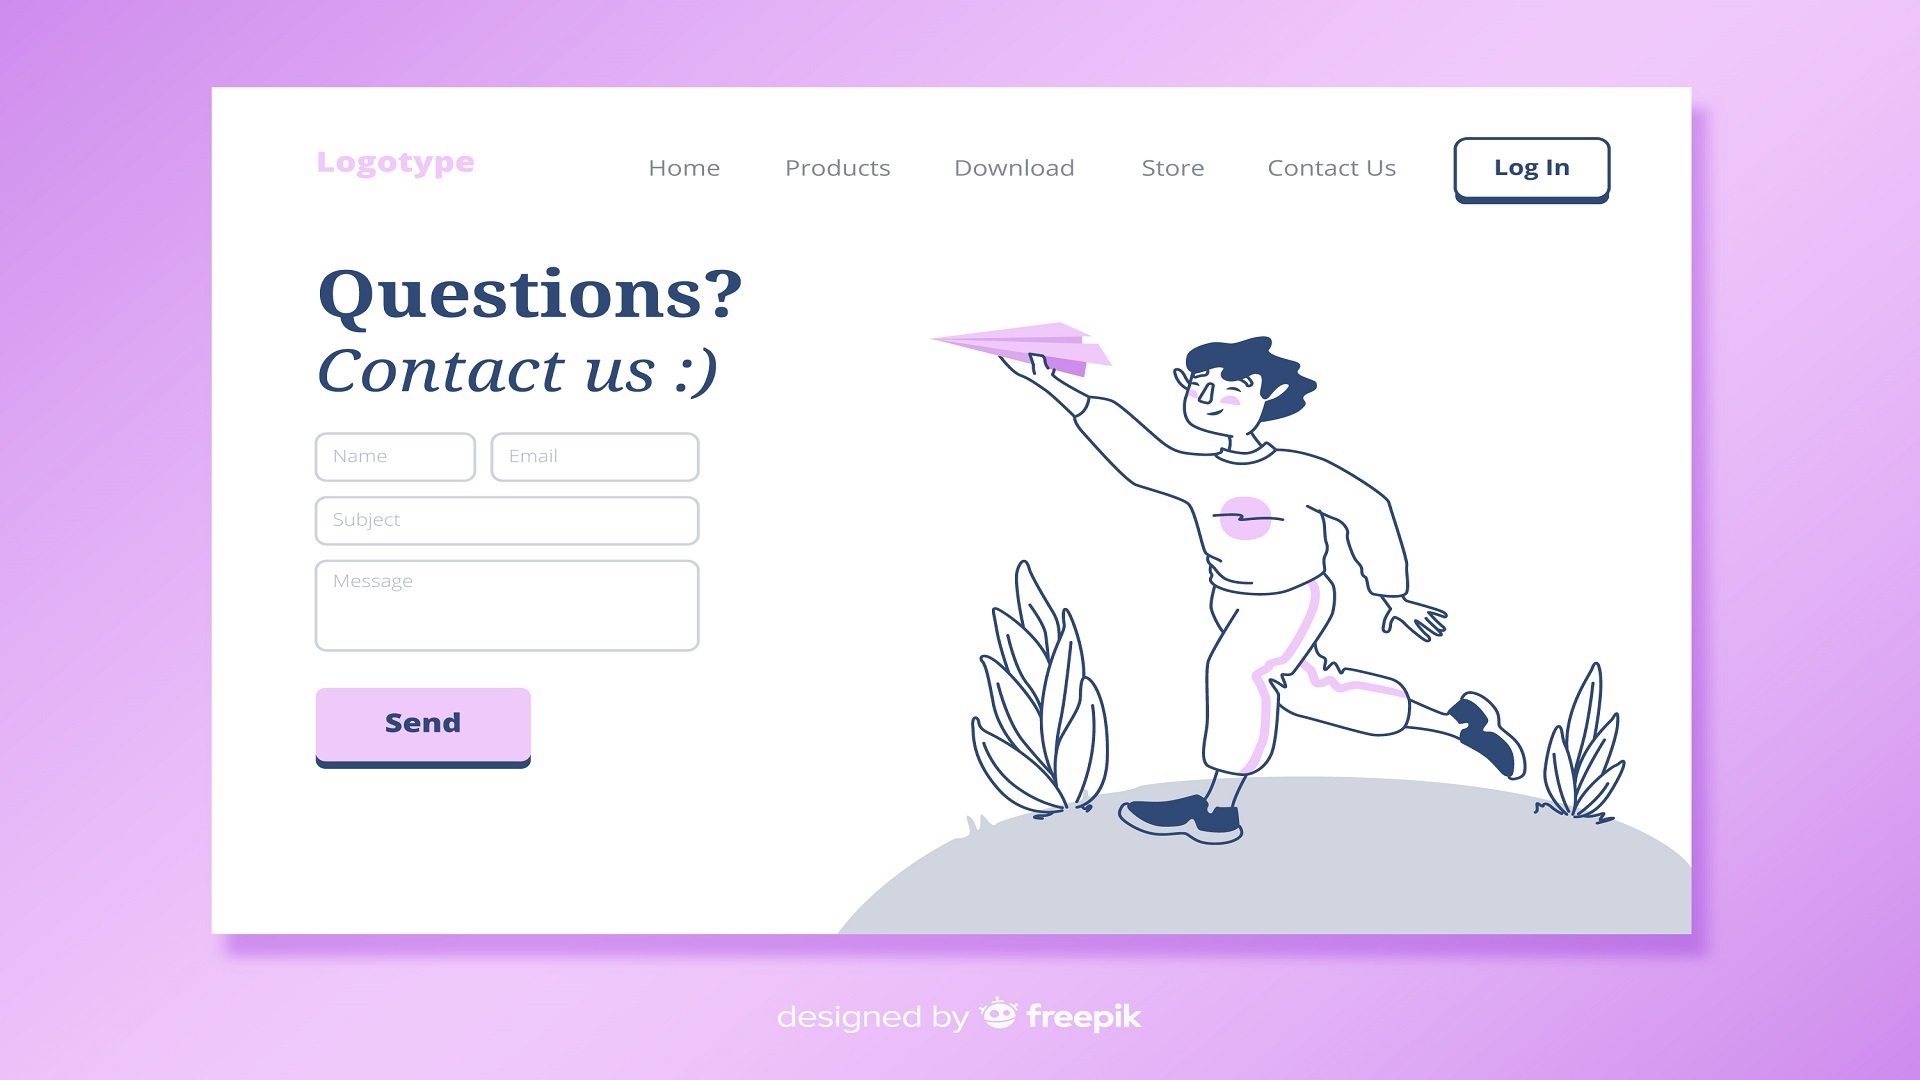 Logotype
Home Products Download Store Contact Us Log In
Questions?
Contact us :)
Name Email
Subject
Message
Send
designed by freepik